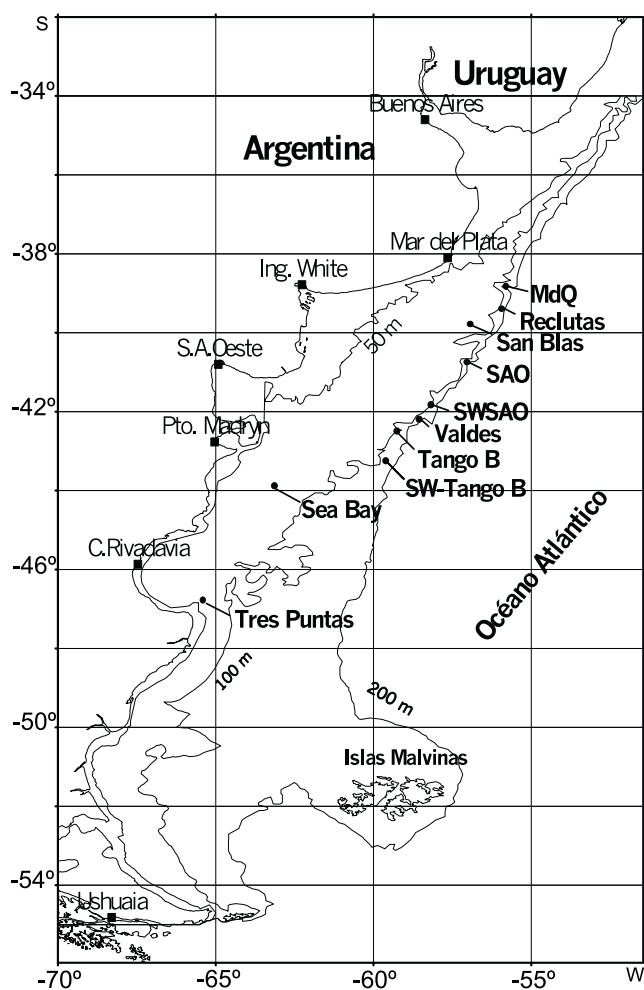 S
-34º
Uruguay
Buenos Aires
Argentina
-38º
Mar del Plata
Ing. White
MdQ
Reclutas
San Blas
50 m
S.A.Oeste
SAO
-42º
SWSAO
Pto. Madryn
Valdes
Tango B
SW-Tango B
Sea Bay
Océano Atlántico
-46º
C.Rivadavia
Tres Puntas
100 m
200 m
-50º
Islas Malvinas
-54º
Ushuaia
-70º
-65º
-60º
-55º
W